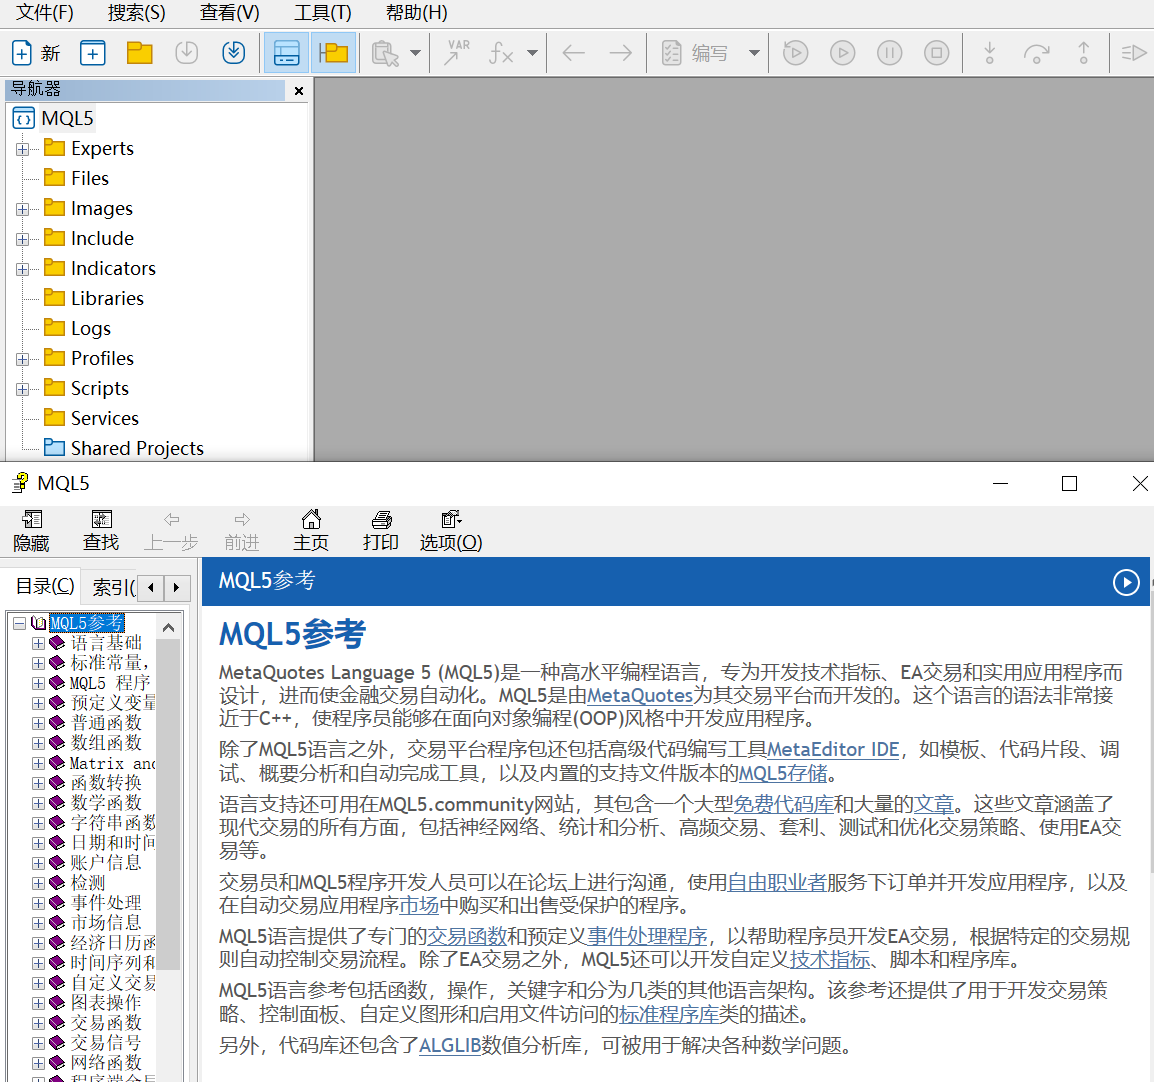 文件(F) 搜索(S) 查看(V) 工具(T) 帮助(H)
新 VAR fx 编写
导航器
MQL5
Experts
Files
Images
Include
Indicators
Libraries
Logs
Profiles
Scripts
Services
Shared Projects
MQL5
隐藏 查找 上一步 前进 主页 打印 选项(O)
目录(C) 索引(
MQL5参考
语言基础
标准常量,
MQL5 程序
预定义变量
普通函数
数组函数
Matrix and
函数转换
数学函数
字符串函数
日期和时间
账户信息
检测
事件处理
市场信息
经济日历函
时间序列和
自定义交易
图表操作
交易函数
交易信号
网络函数
MQL5参考
MQL5参考
MetaQuotes Language 5 (MQL5)是一种高水平编程语言，专为开发技术指标、EA交易和实用应用程序而
设计，进而使金融交易自动化。MQL5是由MetaQuotes为其交易平台而开发的。这个语言的语法非常接
近于C++，使程序员能够在面向对象编程(OOP)风格中开发应用程序。
除了MQL5语言之外，交易平台程序包还包括高级代码编写工具MetaEditor IDE，如模板、代码片段、调
试、概要分析和自动完成工具，以及内置的支持文件版本的MQL5存储。
语言支持还可用在MQL5.community网站，其包含一个大型免费代码库和大量的文章。这些文章涵盖了
现代交易的所有方面，包括神经网络、统计和分析、高频交易、套利、测试和优化交易策略、使用EA交
易等。
交易员和MQL5程序开发人员可以在论坛上进行沟通，使用自由职业者服务下订单并开发应用程序，以及
在自动交易应用程序市场中购买和出售受保护的程序。
MQL5语言提供了专门的交易函数和预定义事件处理程序，以帮助程序员开发EA交易，根据特定的交易规
则自动控制交易流程。除了EA交易之外，MQL5还可以开发自定义技术指标、脚本和程序库。
MQL5语言参考包括函数，操作，关键字和分为几类的其他语言架构。该参考还提供了用于开发交易策
略、控制面板、自定义图形和启用文件访问的标准程序库类的描述。
另外，代码库还包含了ALGLIB数值分析库，可被用于解决各种数学问题。